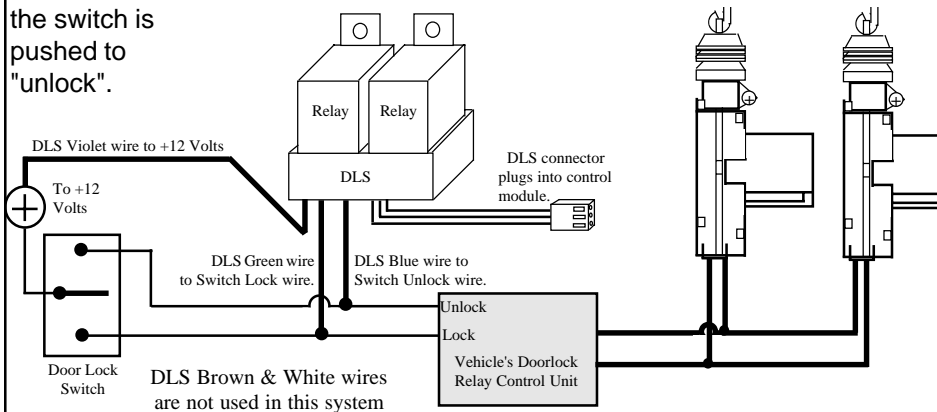 the switch is
pushed to
"unlock".
Relay
Relay
DLS
DLS Violet wire to +12 Volts
DLS connector
plugs into control
module.
To +12
Volts
DLS Green wire
to Switch Lock wire.
DLS Blue wire to
Switch Unlock wire.
Unlock
Lock
Vehicle's Doorlock
Relay Control Unit
Door Lock
Switch
DLS Brown & White wires
are not used in this system